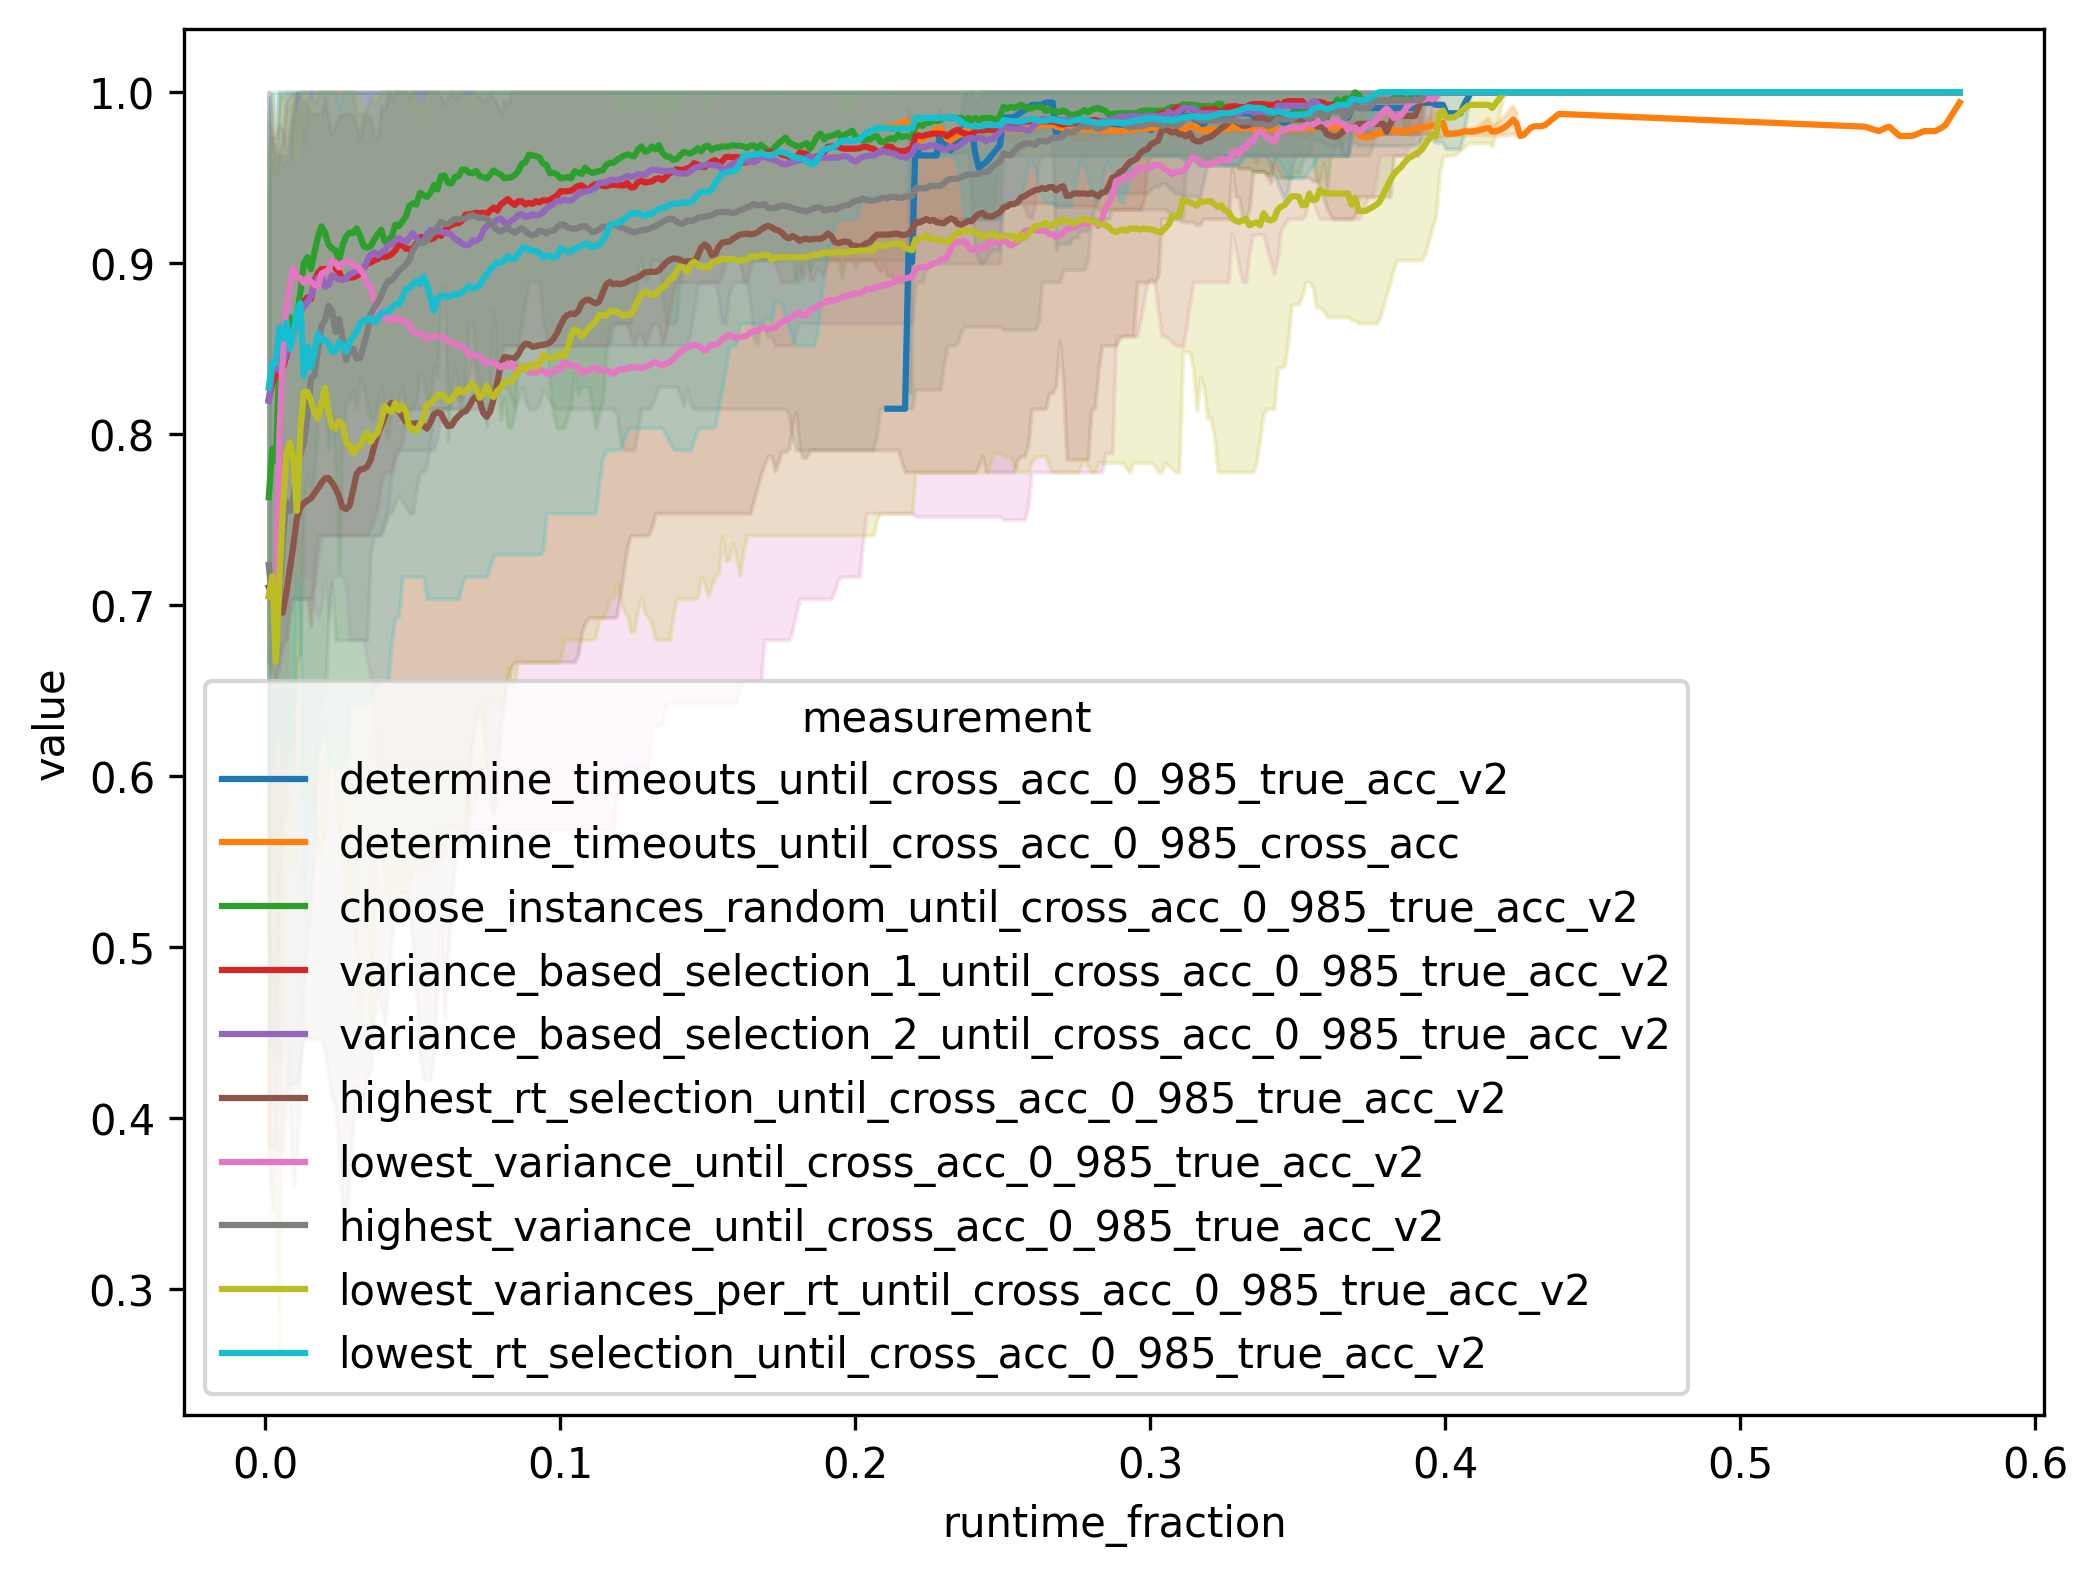 1.0
0.9
0.8
0.7
0.6
0.5
0.4
0.3
value
measurement
determine_timeouts_until_cross_acc_0_985_true_acc_v2
determine_timeouts_until_cross_acc_0_985_cross_acc
choose_instances_random_until_cross_acc_0_985_true_acc_v2
variance_based_selection_1_until_cross_acc_0_985_true_acc_v2
variance_based_selection_2_until_cross_acc_0_985_true_acc_v2
highest_rt_selection_until_cross_acc_0_985_true_acc_v2
lowest_variance_until_cross_acc_0_985_true_acc_v2
highest_variance_until_cross_acc_0_985_true_acc_v2
lowest_variances_per_rt_until_cross_acc_0_985_true_acc_v2
lowest_rt_selection_until_cross_acc_0_985_true_acc_v2
0.0 0.1 0.2 0.3 0.4 0.5 0.6
runtime_fraction